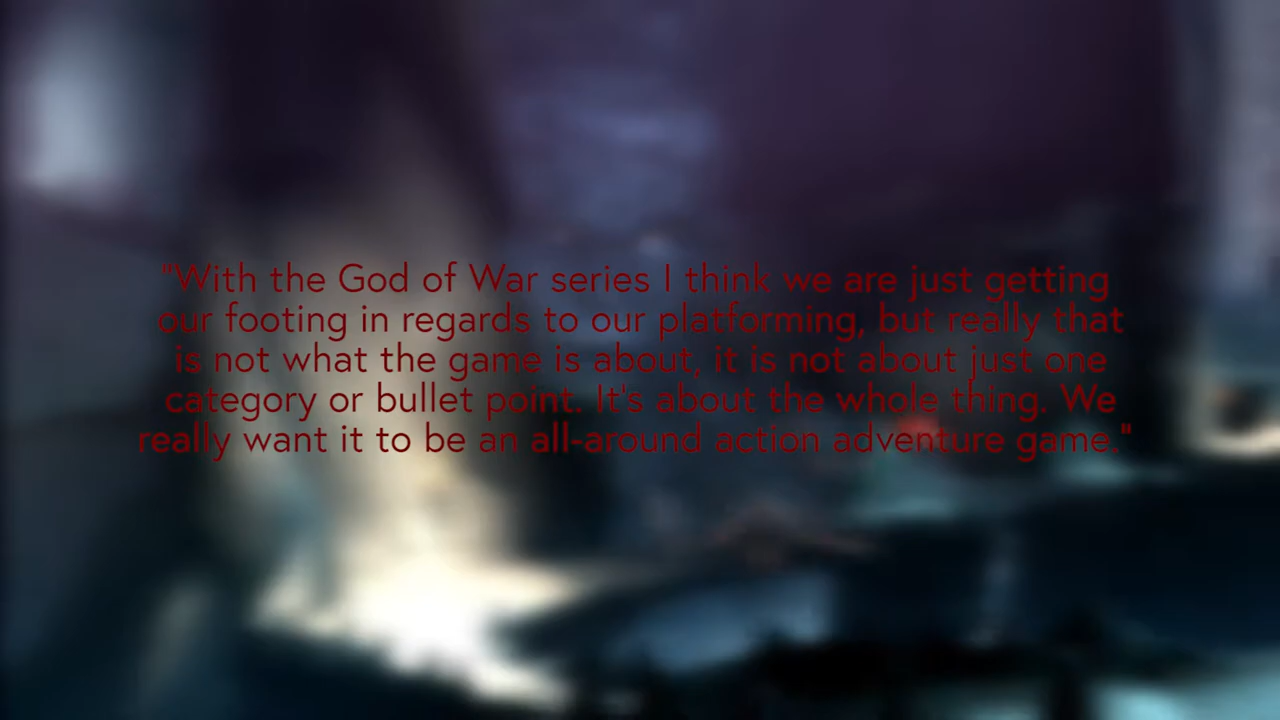 "With the God of War series I think we are just getting
our footing in regards to our platforming, but really that
is not what the game is about, it is not about just one
category or bullet point. It's about the whole thing. We
really want it to be an all-around action adventure game."